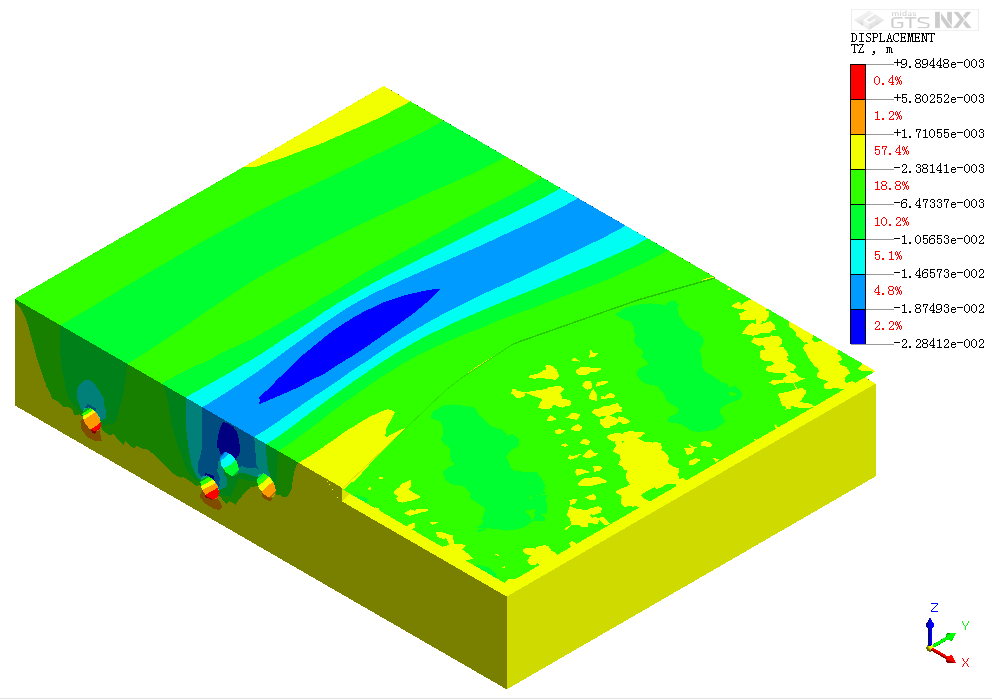 midas
GTS NX
DISPLACEMENT
TZ , m
+9.89448e-003
0.4%
+5.80252e-003
1.2%
+1.71055e-003
57.4%
-2.38141e-003
18.8%
-6.47337e-003
10.2%
-1.05653e-002
5.1%
-1.46573e-002
4.8%
-1.87493e-002
2.2%
-2.28412e-002
Z
Y
X